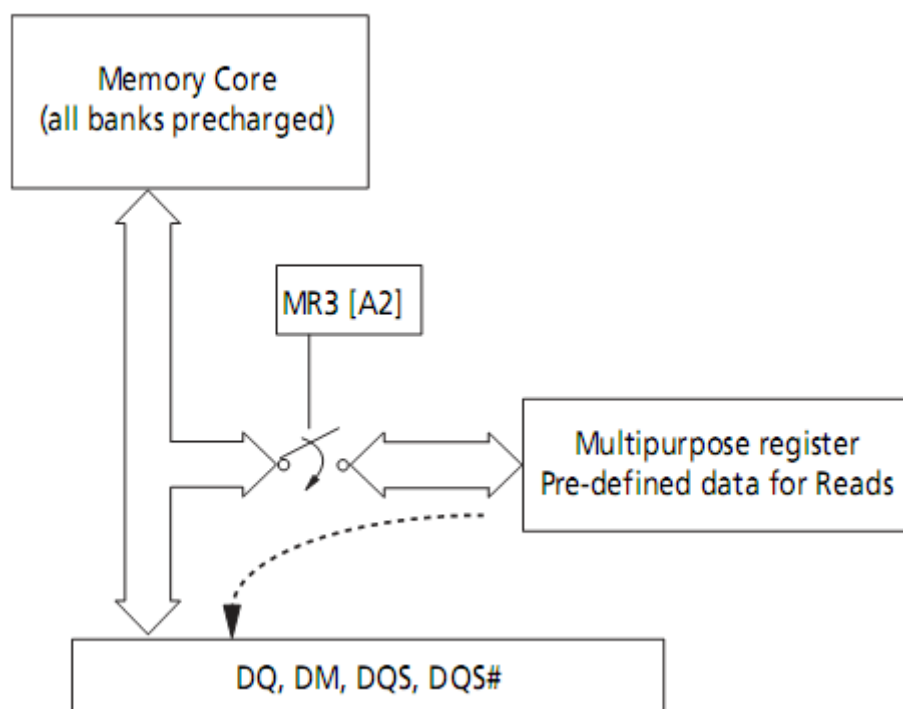 Memory Core
(all banks precharged)
MR3 [A2]
Multipurpose register
Pre-defined data for Reads
DQ, DM, DQS, DQS#